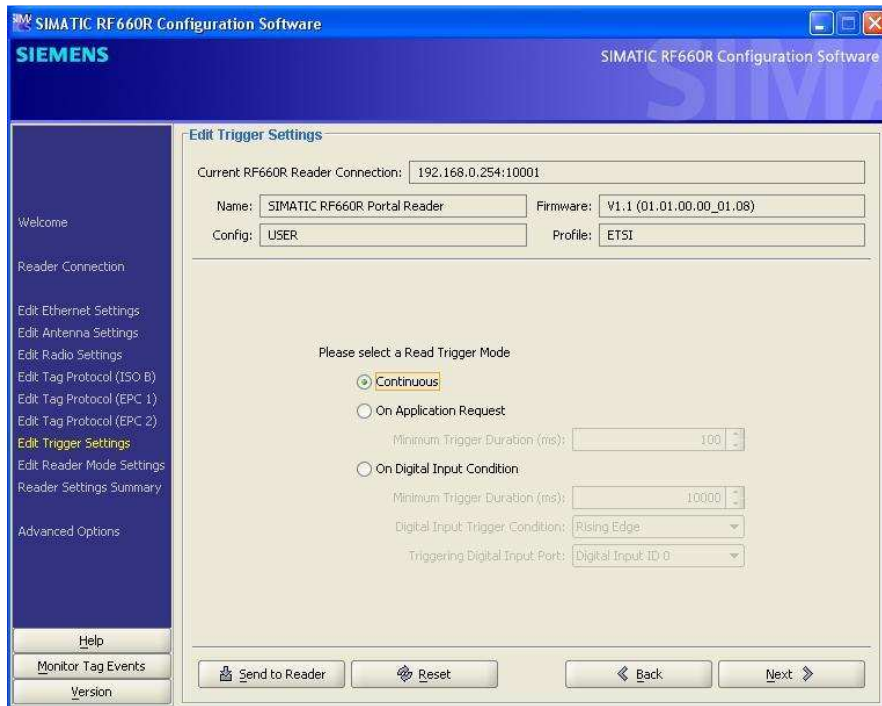 SIMATIC RF660R Configuration Software
SIEMENS
SIMATIC RF660R Configuration Software
Welcome
Reader Connection
Edit Ethernet Settings
Edit Antenna Settings
Edit Radio Settings
Edit Tag Protocol (ISO B)
Edit Tag Protocol (EPC 1)
Edit Tag Protocol (EPC 2)
Edit Trigger Settings
Edit Reader Mode Settings
Reader Settings Summary
Advanced Options
Help
Monitor Tag Events
Version
Edit Trigger Settings
Current RF660R Reader Connection: 192.168.0.254:10001
Name: SIMATIC RF660R Portal Reader Firmware: V1.1 (01.01.00.00_01.08)
Config: USER Profile: ETSI
Please select a Read Trigger Mode
Continuous
On Application Request
Minimum Trigger Duration (ms): 100
On Digital Input Condition
Minimum Trigger Duration (ms): 10000
Digital Input Trigger Condition: Rising Edge
Triggering Digital Input Port: Digital Input ID 0
Send to Reader Reset Back Next